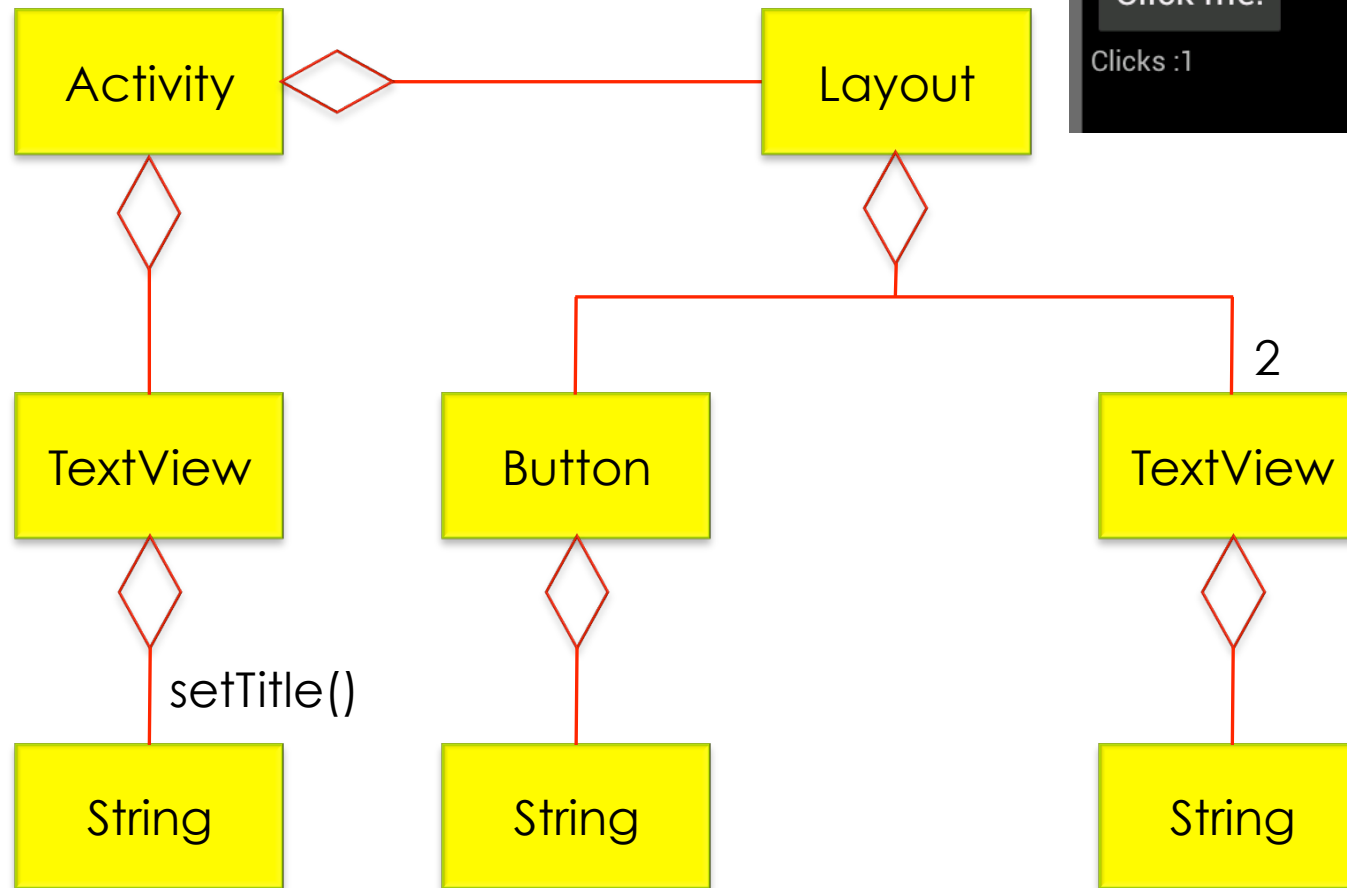 Activity
Layout
Clicks :1
2
TextView
Button
TextView
setTitle()
String
String
String